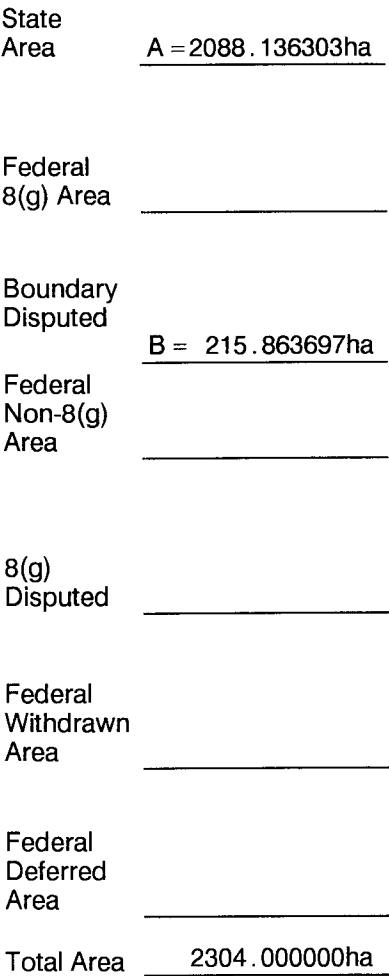 State
Area A = 2088.136303ha
Federal
8(g) Area
Boundary
Disputed
B = 215.863697ha
Federal
Non-8(g)
Area
8(g)
Disputed
Federal
Withdrawn
Area
Federal
Deferred
Area
Total Area 2304.000000ha